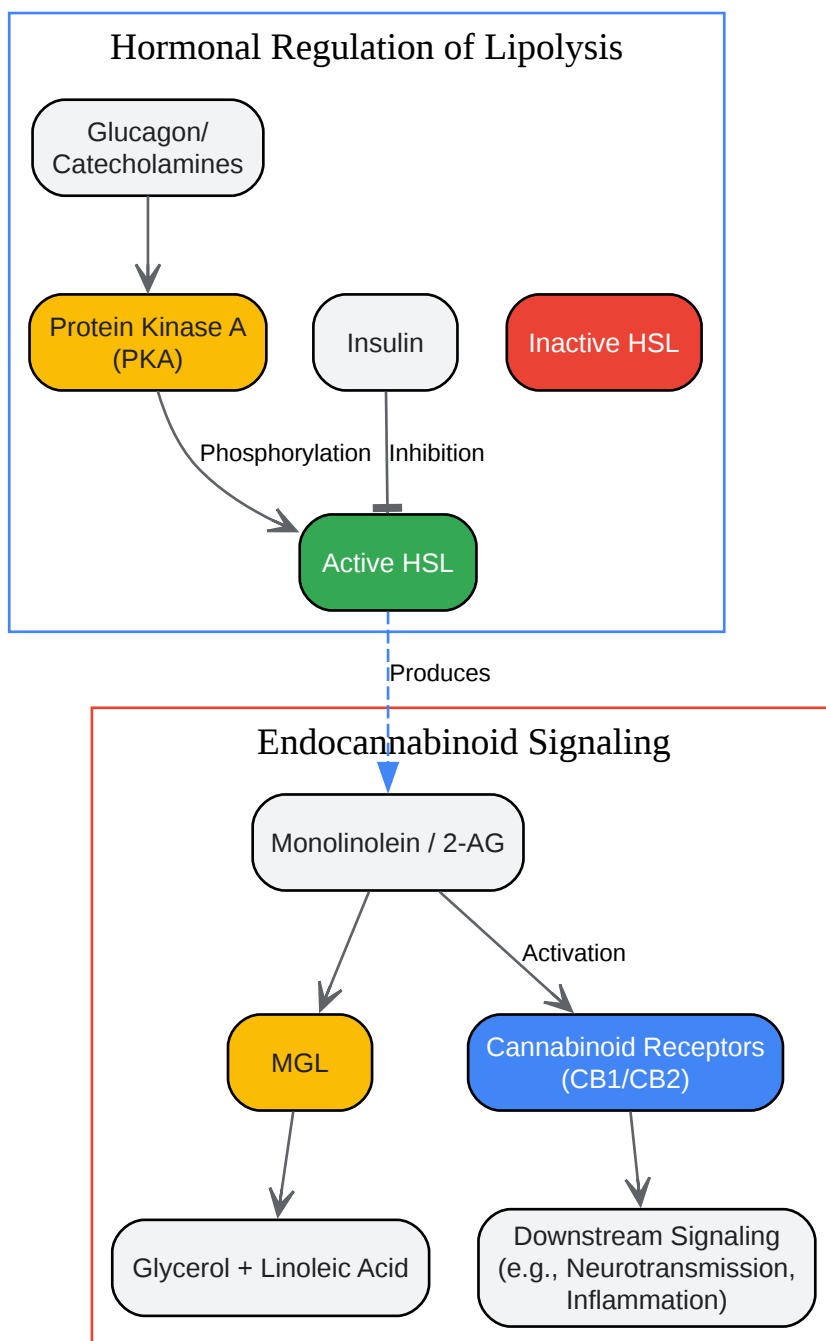 Hormonal Regulation of Lipolysis
Glucagon/
Catecholamines
Protein Kinase A
(PKA)
Insulin
Inactive HSL
Phosphorylation
Inhibition
Active HSL
Produces
Endocannabinoid Signaling
Monolinolein / 2-AG
Activation
MGL
Cannabinoid Receptors
(CB1/CB2)
Glycerol + Linoleic Acid
Downstream Signaling
(e.g., Neurotransmission,
Inflammation)